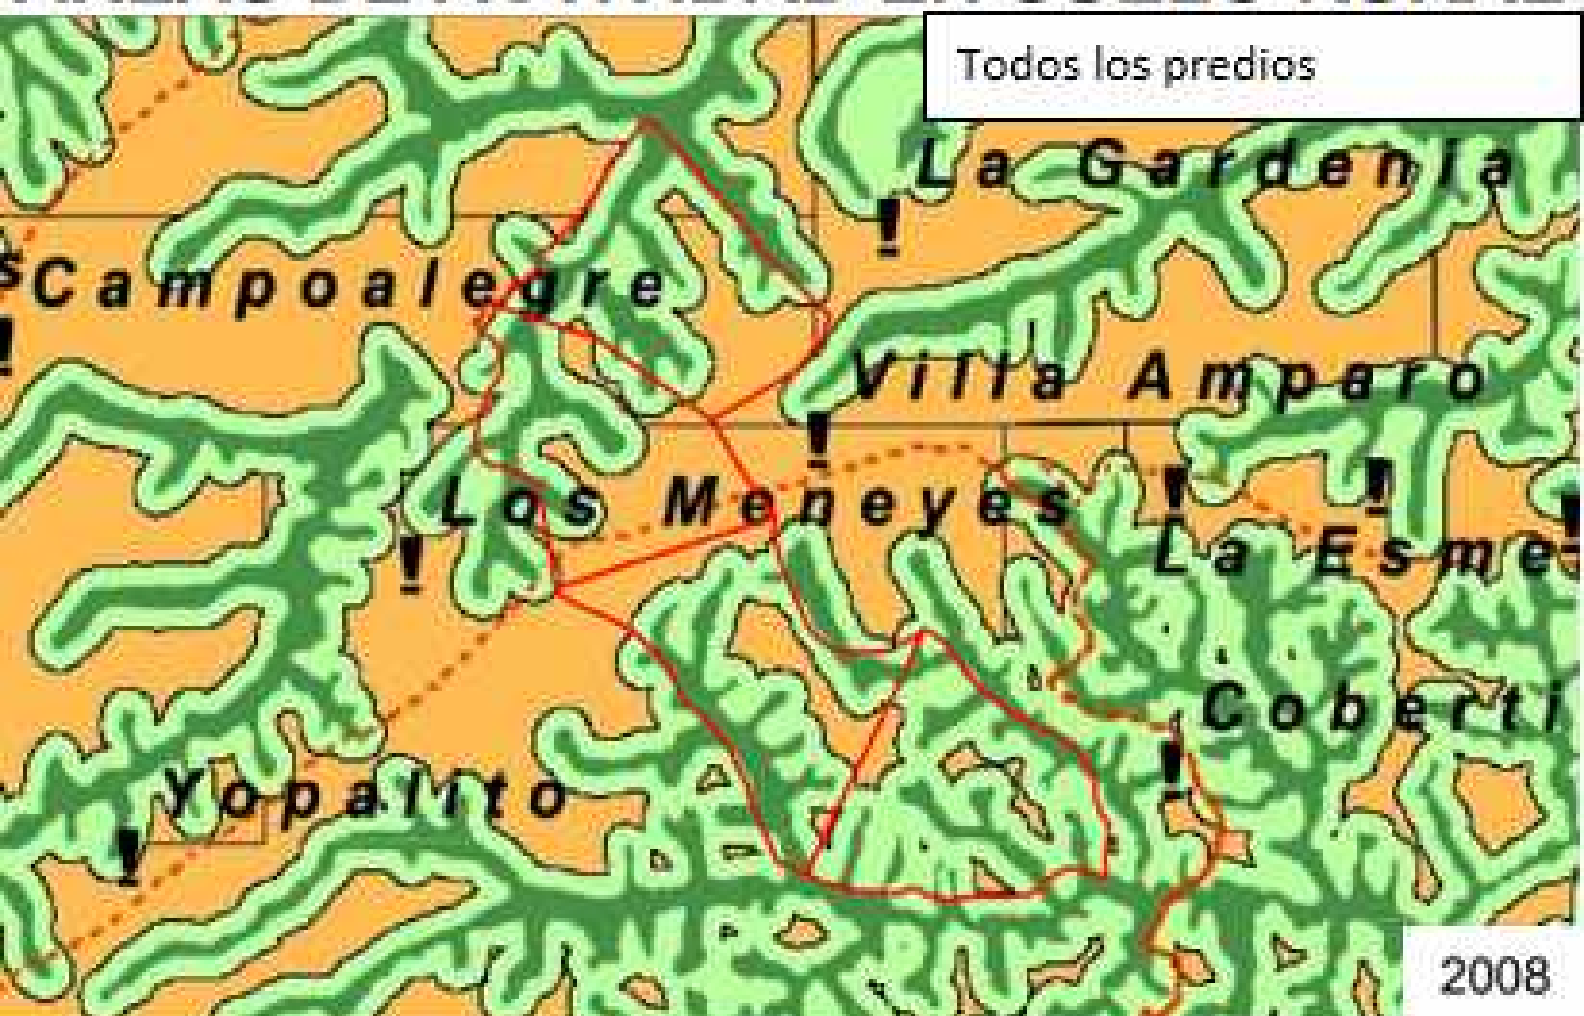 Todos los predios
La Gardenia
Campoalegre
Villa Amparo
Los Meneyes
La Esme
Coberti
Yopalito
2008